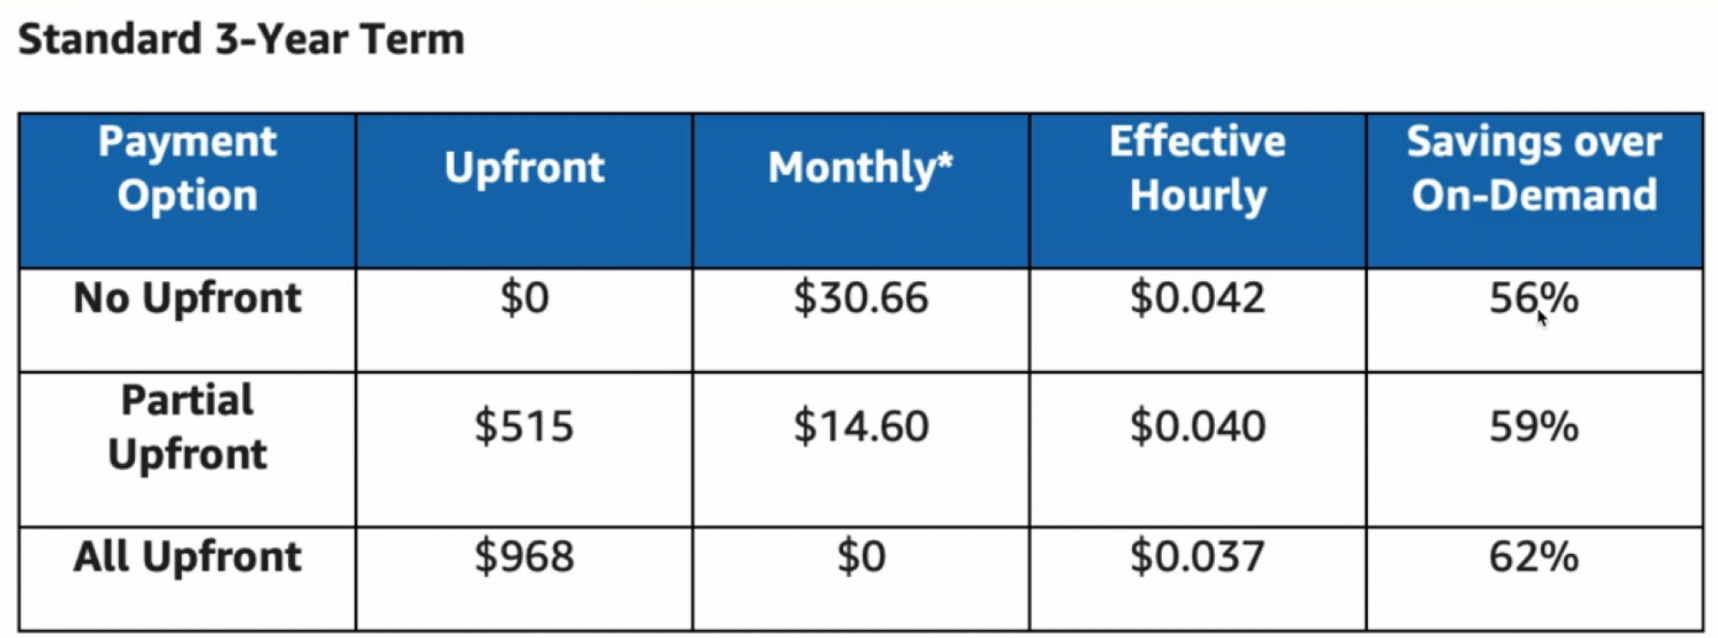 Standard 3-Year Term
Payment
Option
Upfront
Monthly*
Effective
Hourly
Savings over
On-Demand
No Upfront
$0
$30.66
$0.042
56%
Partial
Upfront
$515
$14.60
$0.040
59%
All Upfront
$968
$0
$0.037
62%